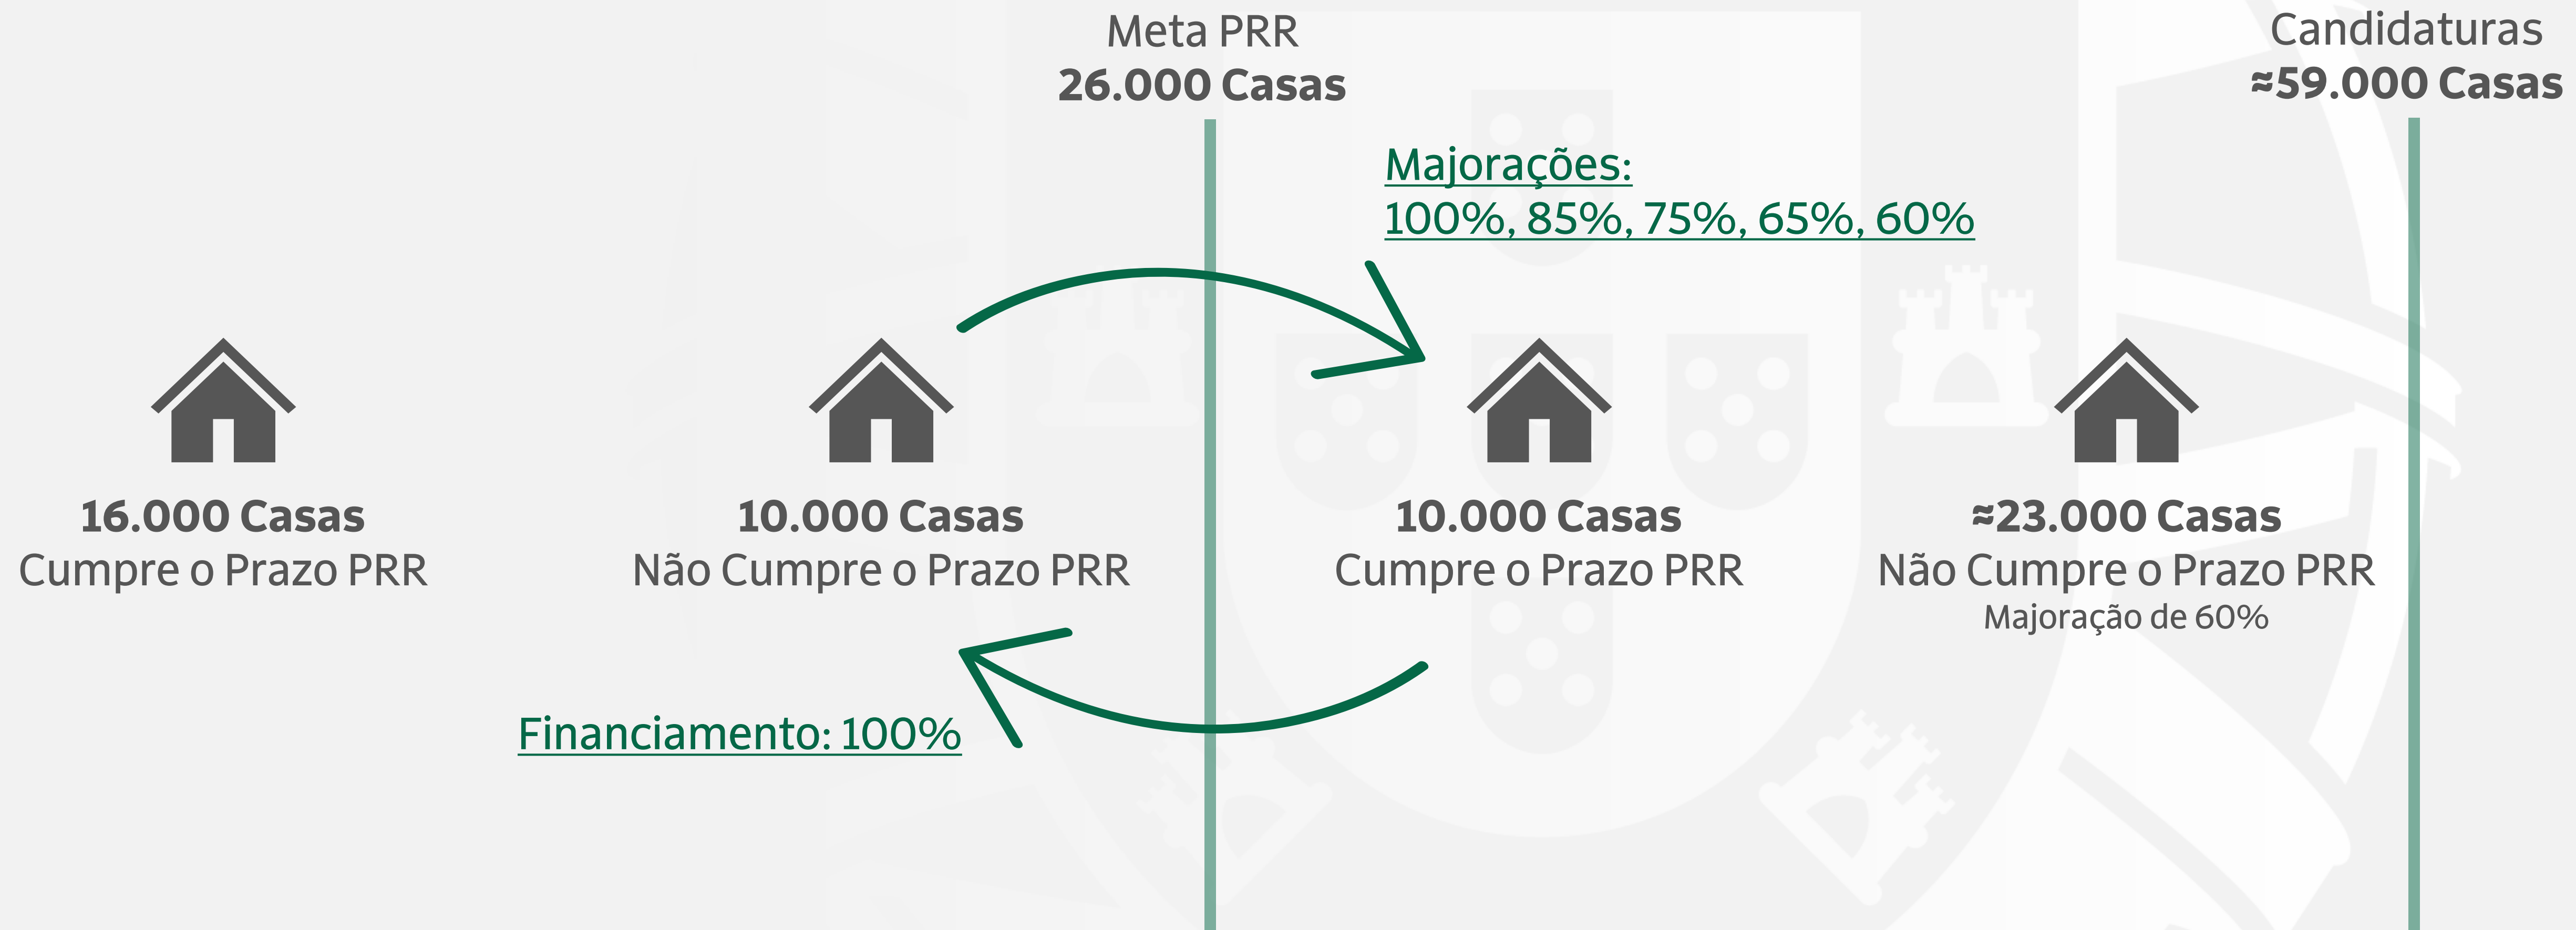 Meta PRR
26.000 Casas
Candidaturas
≈59.000 Casas
Majorações:
100%, 85%, 75%, 65%, 60%
16.000 Casas
Cumpre o Prazo PRR
10.000 Casas
Não Cumpre o Prazo PRR
10.000 Casas
Cumpre o Prazo PRR
≈23.000 Casas
Não Cumpre o Prazo PRR
Majoração de 60%
Financiamento: 100%